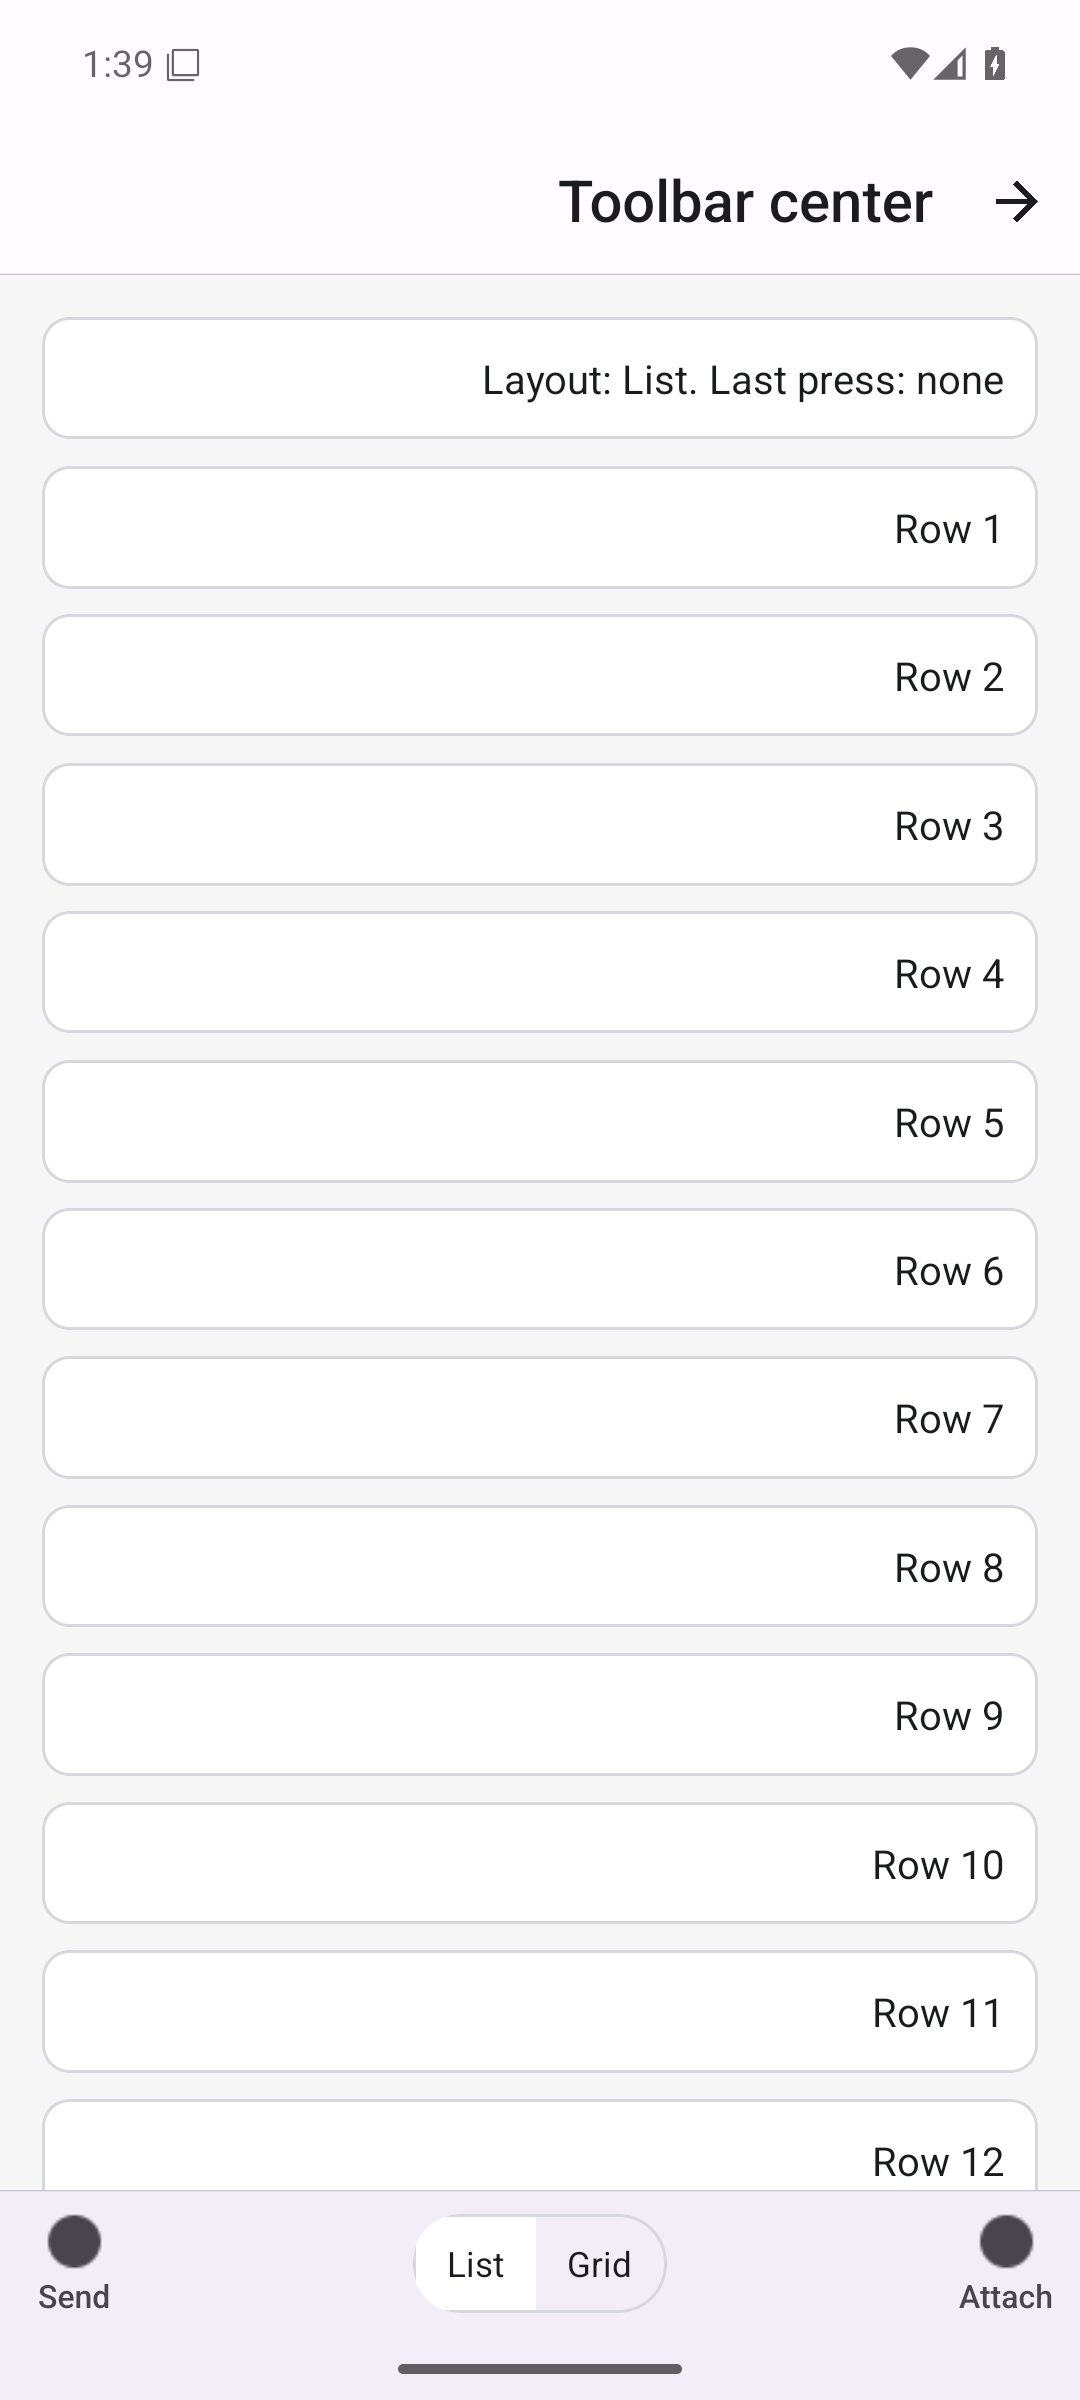 1:39
Toolbar center
Layout: List. Last press: none
Row 1
Row 2
Row 3
Row 4
Row 5
Row 6
Row 7
Row 8
Row 9
Row 10
Row 11
Row 12
Send
List
Grid
Attach